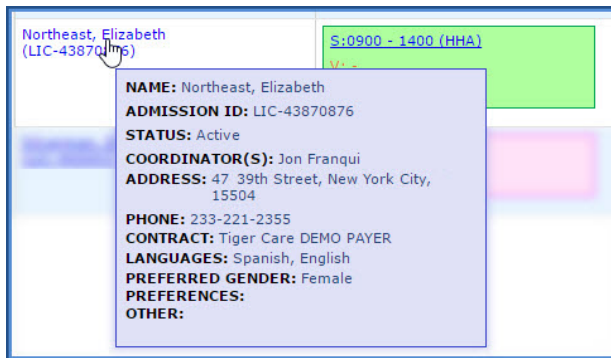 Northeast, Elizabeth
(LIC-43870876)
S:0900 - 1400 (HHA)
V: -
NAME: Northeast, Elizabeth
ADMISSION ID: LIC-43870876
STATUS: Active
COORDINATOR(S): Jon Franqui
ADDRESS: 47 39th Street, New York City,
15504
PHONE: 233-221-2355
CONTRACT: Tiger Care DEMO PAYER
LANGUAGES: Spanish, English
PREFERRED GENDER: Female
PREFERENCES:
OTHER: